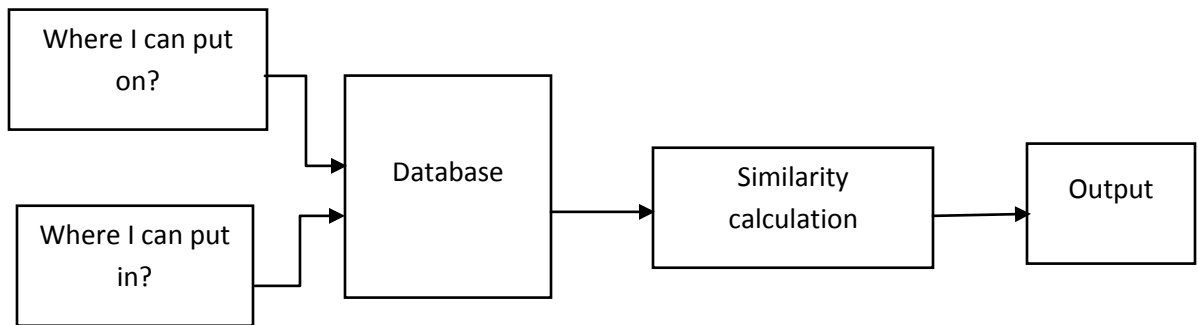 Where I can put
on?
Where I can put
in?
Database
Similarity
calculation
Output